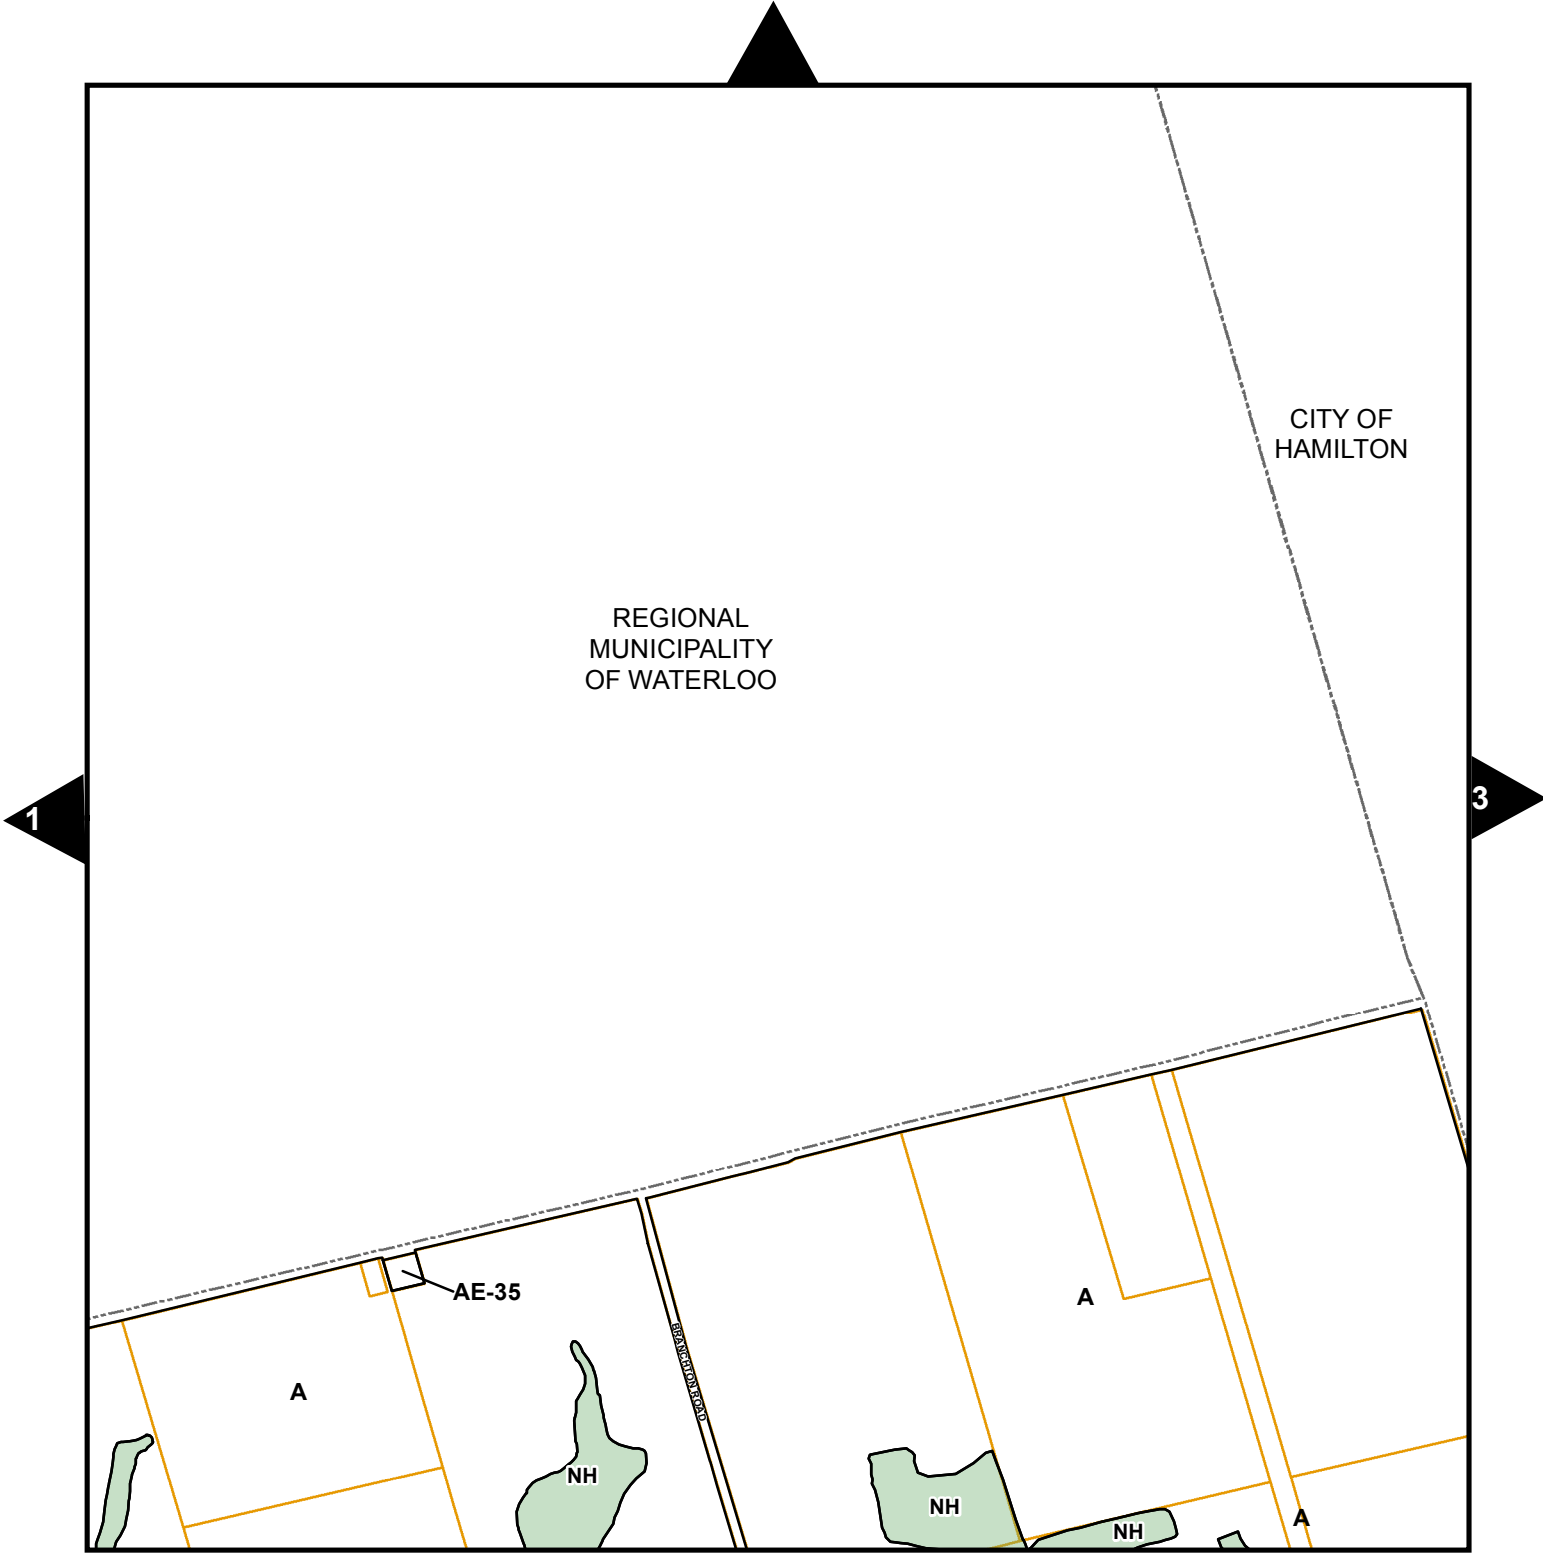 CITY OF
HAMILTON
REGIONAL
MUNICIPALITY
OF WATERLOO
1
3
AE-35
A
BRANCHTON ROAD
A
NH
NH
NH
A